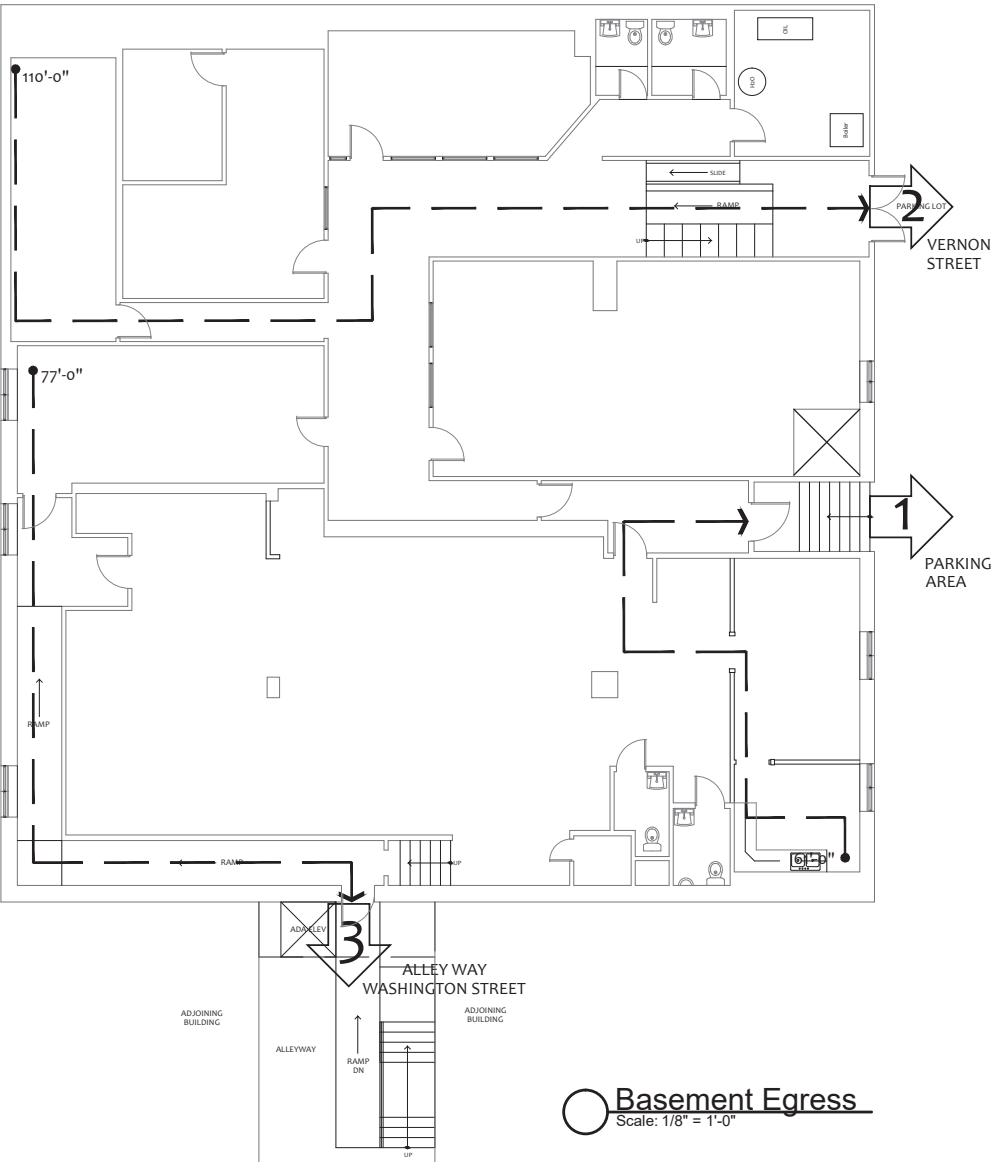 OIL
H2O
Boiler
110'-0"
SLIDE
RAMP
UP
2
PARKING LOT
VERNON
STREET
77'-0"
1
PARKING
AREA
RAMP
RAMP
UP
"
ADA ELEV
3
ALLEY WAY
WASHINGTON STREET
ADJOINING
BUILDING
ADJOINING
BUILDING
ALLEYWAY
RAMP
DN
UP
Basement Egress
Scale: 1/8" = 1'-0"